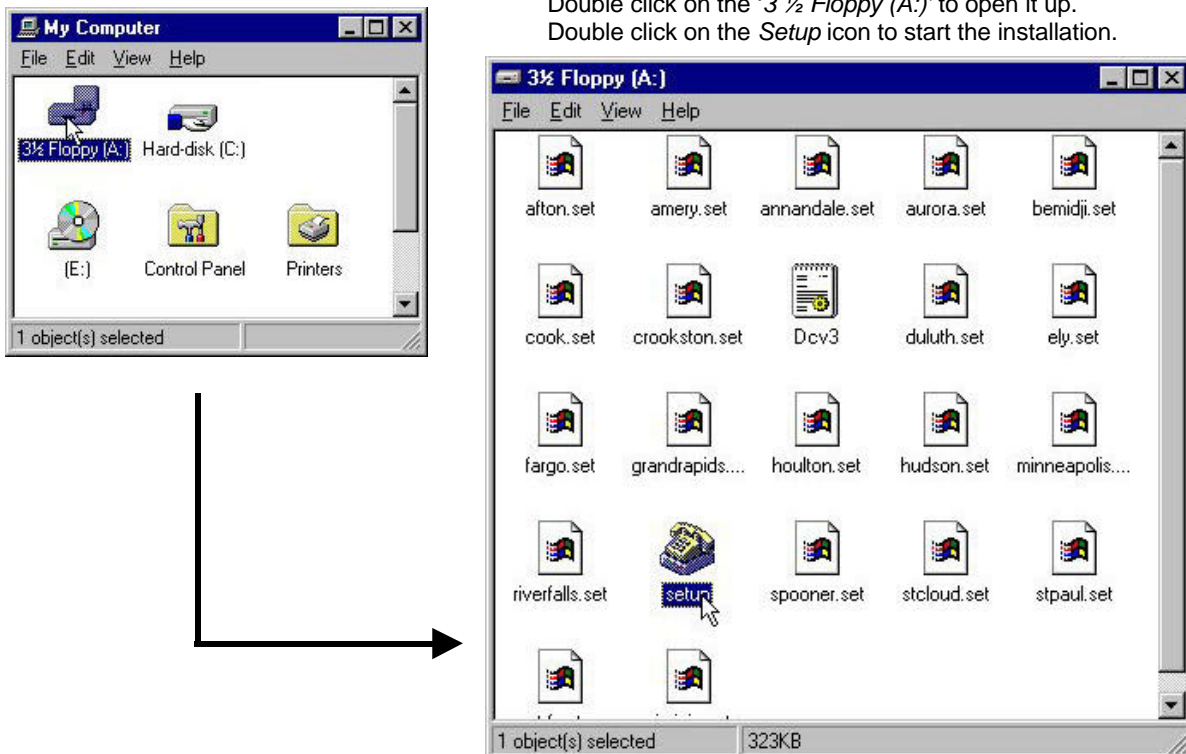 Double click on the '3 ½ Floppy (A:)' to open it up.
Double click on the Setup icon to start the installation.
My Computer
File Edit View Help
3½ Floppy (A:) Hard-disk (C:)
(E:) Control Panel Printers
1 object(s) selected
3½ Floppy (A:)
File Edit View Help
afton.set amery.set annandale.set aurora.set bemidji.set
cook.set crookston.set Dcv3 duluth.set ely.set
fargo.set grandrapids.... houlton.set hudson.set minneapolis....
riverfalls.set setup spooner.set stcloud.set stpaul.set
1 object(s) selected 323KB